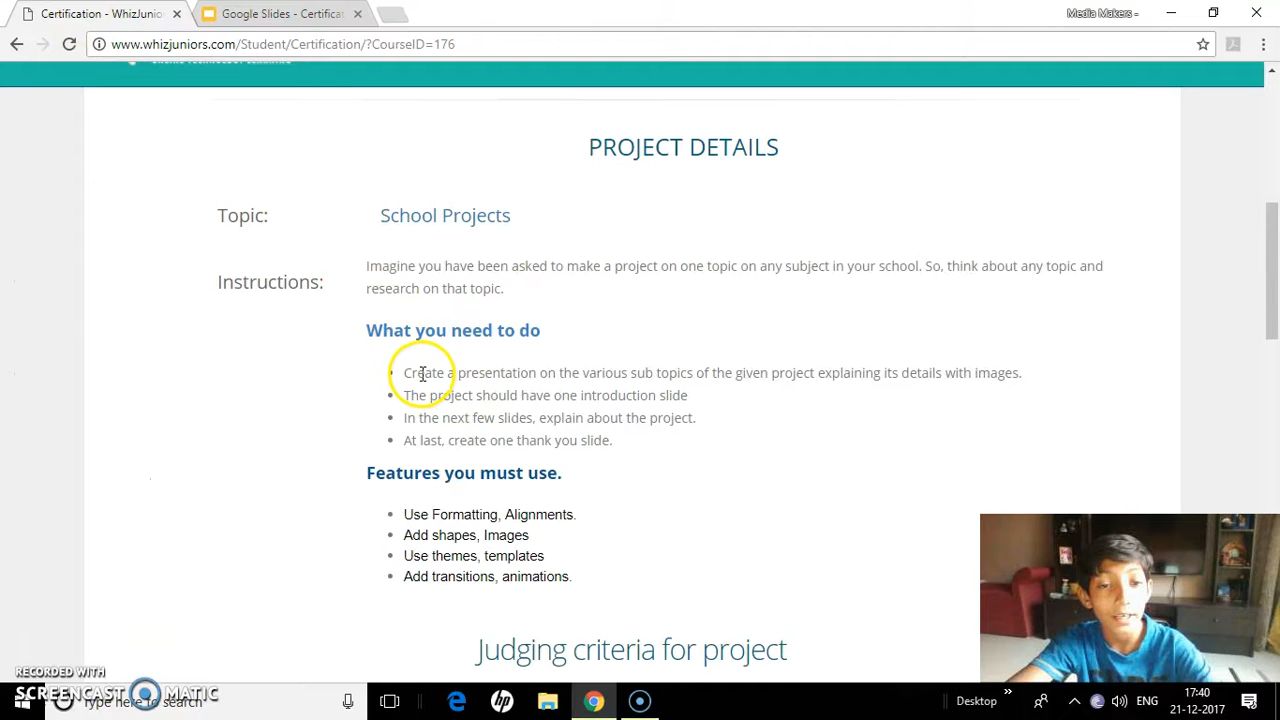 Certification - WhizJunio
Google Slides - Certificat
Media Makers -
www.whizjuniors.com/Student/Certification/?CourseID=176
PROJECT DETAILS
Topic:
School Projects
Instructions:
Imagine you have been asked to make a project on one topic on any subject in your school. So, think about any topic and
research on that topic.
What you need to do
Create a presentation on the various sub topics of the given project explaining its details with images.
The project should have one introduction slide
In the next few slides, explain about the project.
At last, create one thank you slide.
Features you must use.
Use Formatting, Alignments.
Add shapes, Images
Use themes, templates
Add transitions, animations.
Judging criteria for project
RECORDED WITH
SCREENCAST MATIC
Type here to search
Desktop
ENG
17:40
21-12-2017